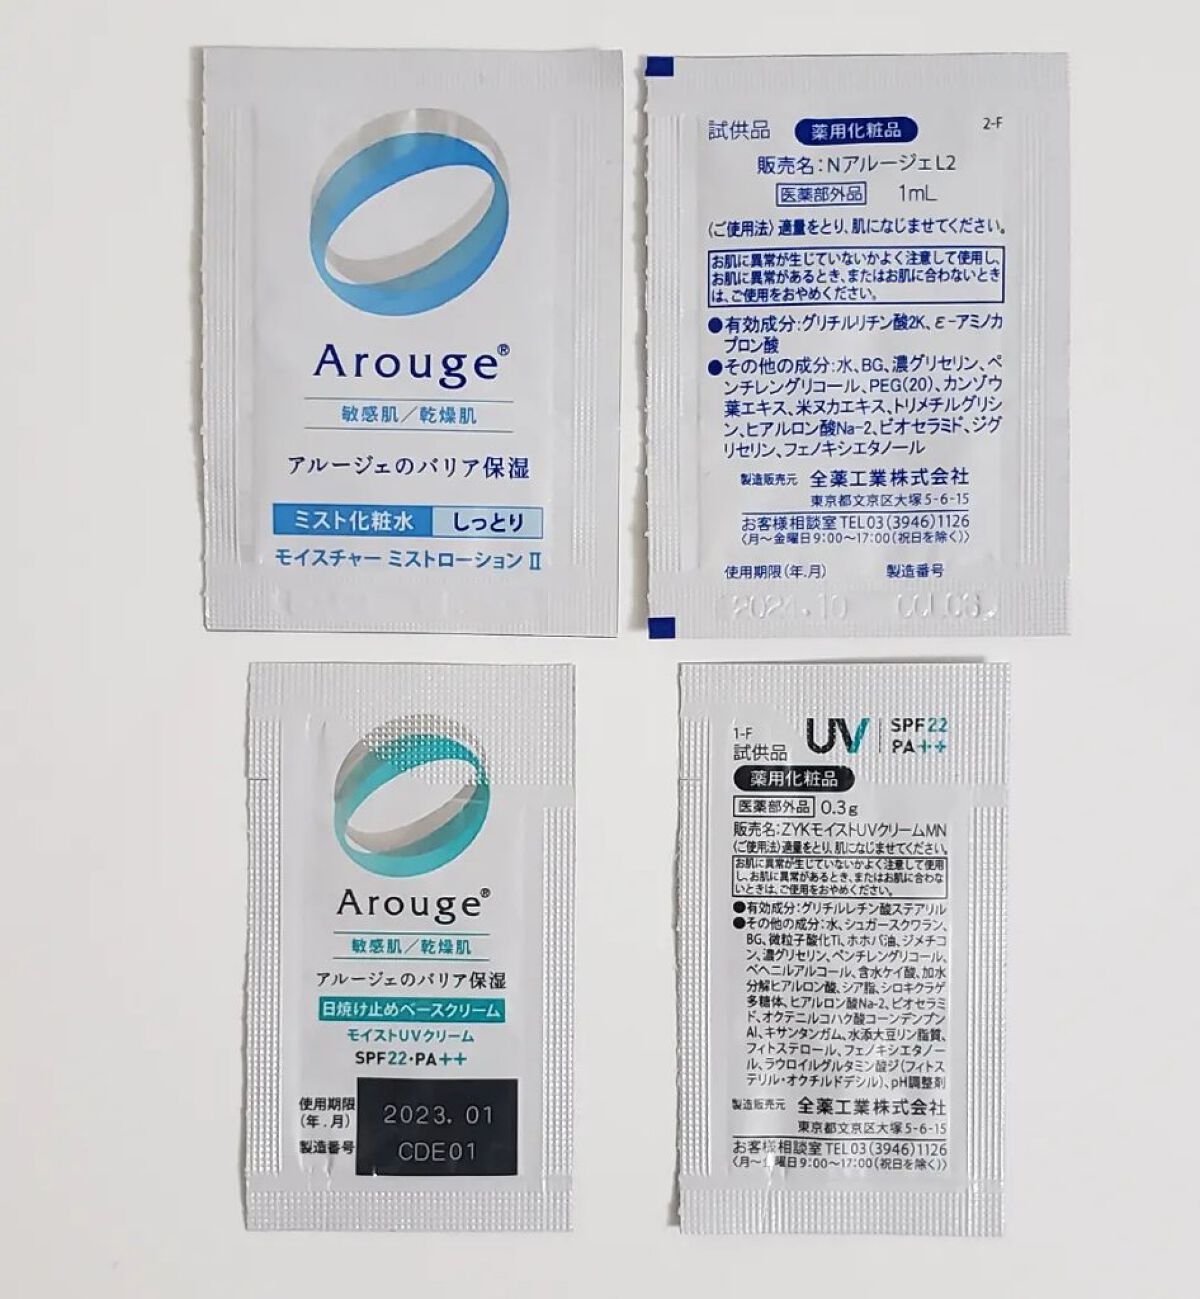 Arouge®
敏感肌/乾燥肌
アルージェのバリア保湿
ミスト化粧水 しっとり
モイスチャー ミストローション Ⅱ
試供品 薬用化粧品 2-F
販売名:NアルージェL2
医薬部外品 1mL
〈ご使用法〉適量をとり、肌になじませてください。
お肌に異常が生じていないかよく注意して使用し、
お肌に異常があるとき、またはお肌に合わないとき
は、ご使用をおやめください。
●有効成分:グリチルリチン酸2K、ε-アミノカ
プロン酸
●その他の成分:水、BG、濃グリセリン、ペ
ンチレングリコール、PEG(20)、カンゾウ
葉エキス、米ヌカエキス、トリメチルグリシ
ン、ヒアルロン酸Na-2、ビオセラミド、ジグ
リセリン、フェノキシエタノール
製造販売元 全薬工業株式会社
東京都文京区大塚5-6-15
お客様相談室 TEL03(3946)1126
〈月～金曜日9:00～17:00(祝日を除く)〉
使用期限(年.月) 製造番号
Arouge®
敏感肌/乾燥肌
アルージェのバリア保湿
日焼け止めベースクリーム
モイストUVクリーム
SPF22・PA++
使用期限
(年.月)
製造番号
2023. 01
CDE01
1-F
試供品
UV SPF22
PA++
薬用化粧品
医薬部外品 0.3g
販売名:ZYKモイストUVクリームMN
〈ご使用法〉適量をとり、肌になじませてください。
お肌に異常が生じていないかよく注意して使用
し、お肌に異常があるとき、またはお肌に合わな
いときは、ご使用をおやめください。
●有効成分:グリチルレチン酸ステアリル
●その他の成分:水、シュガースクワラン、
BG、微粒子酸化Ti、ホホバ油、ジメチコ
ン、濃グリセリン、ペンチレングリコール、
ベヘニルアルコール、含水ケイ酸、加水
分解ヒアルロン酸、シア脂、シロキクラゲ
多糖体、ヒアルロン酸Na-2、ビオセラミ
ド、オクテニルコハク酸コーンデンプン
Al、キサンタンガム、水添大豆リン脂質、
フィトステロール、フェノキシエタノー
ル、ラウロイルグルタミン酸ジ(フィトス
テリル・オクチルドデシル)、pH調整剤
製造販売元 全薬工業株式会社
東京都文京区大塚5-6-15
お客様相談室 TEL03(3946)1126
〈月～金曜日9:00～17:00(祝日を除く)〉